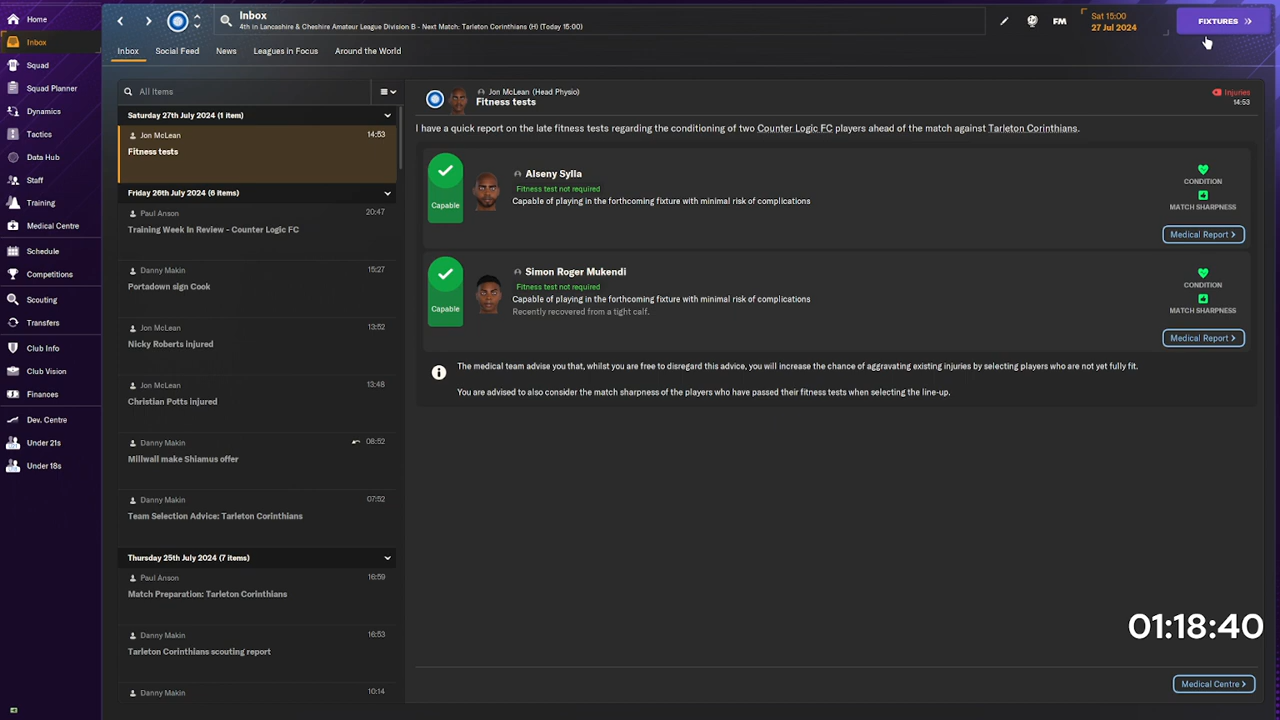 Home
Inbox
Squad
Squad Planner
Dynamics
Tactics
Data Hub
Staff
Training
Medical Centre
Schedule
Competitions
Scouting
Transfers
Club Info
Club Vision
Finances
Dev. Centre
Under 21s
Under 18s
Inbox
4th in Lancashire & Cheshire Amateur League Division B - Next Match: Tarleton Corinthians (H) (Today 15:00)
FM
Sat 15:00
27 Jul 2024
FIXTURES
Inbox Social Feed News Leagues in Focus Around the World
All Items
Saturday 27th July 2024 (1 item)
Jon McLean 14:53
Fitness tests
Friday 26th July 2024 (6 items)
Paul Anson 20:47
Training Week In Review - Counter Logic FC
Danny Makin 15:27
Portadown sign Cook
Jon McLean 13:52
Nicky Roberts injured
Jon McLean 13:48
Christian Potts injured
Danny Makin 08:52
Millwall make Shiamus offer
Danny Makin 07:52
Team Selection Advice: Tarleton Corinthians
Thursday 25th July 2024 (7 items)
Paul Anson 16:59
Match Preparation: Tarleton Corinthians
Danny Makin 16:53
Tarleton Corinthians scouting report
Danny Makin 10:14
Jon McLean (Head Physio)
Fitness tests
Injuries
14:53
I have a quick report on the late fitness tests regarding the conditioning of two Counter Logic FC players ahead of the match against Tarleton Corinthians.
Capable
Alseny Sylla
Fitness test not required
Capable of playing in the forthcoming fixture with minimal risk of complications
CONDITION
MATCH SHARPNESS
Medical Report
Capable
Simon Roger Mukendi
Fitness test not required
Capable of playing in the forthcoming fixture with minimal risk of complications
Recently recovered from a tight calf.
CONDITION
MATCH SHARPNESS
Medical Report
The medical team advise you that, whilst you are free to disregard this advice, you will increase the chance of aggravating existing injuries by selecting players who are not yet fully fit.
You are advised to also consider the match sharpness of the players who have passed their fitness tests when selecting the line-up.
01:18:40
Medical Centre